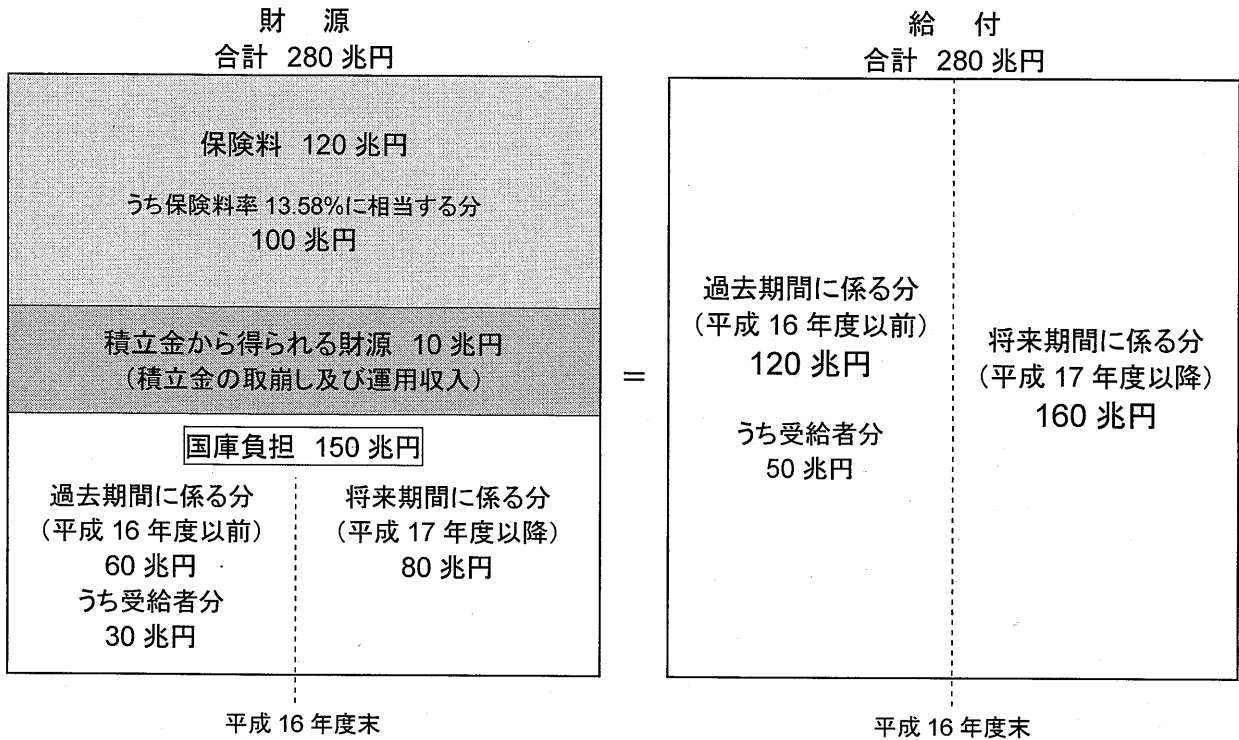 財 源
合計 280 兆円
保険料 120 兆円
うち保険料率 13.58%に相当する分
100 兆円
積立金から得られる財源 10 兆円
（積立金の取崩し及び運用収入）
国庫負担 150 兆円
過去期間に係る分
（平成 16 年度以前）
60 兆円
うち受給者分
30 兆円
将来期間に係る分
（平成 17 年度以降）
80 兆円
平成 16 年度末
=
給 付
合計 280 兆円
過去期間に係る分
（平成 16 年度以前）
120 兆円
うち受給者分
50 兆円
将来期間に係る分
（平成 17 年度以降）
160 兆円
平成 16 年度末